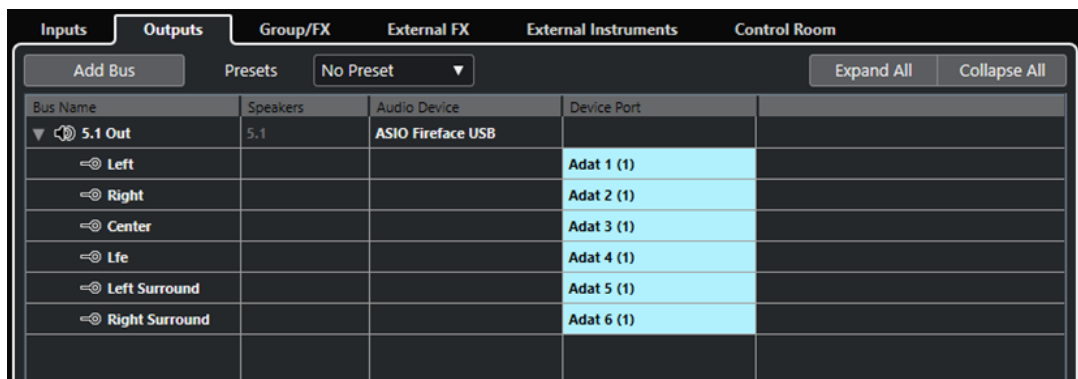 Inputs Outputs Group/FX External FX External Instruments Control Room
Add Bus Presets No Preset Expand All Collapse All
Bus Name Speakers Audio Device Device Port
5.1 Out 5.1 ASIO Fireface USB
Left Adat 1 (1)
Right Adat 2 (1)
Center Adat 3 (1)
Lfe Adat 4 (1)
Left Surround Adat 5 (1)
Right Surround Adat 6 (1)